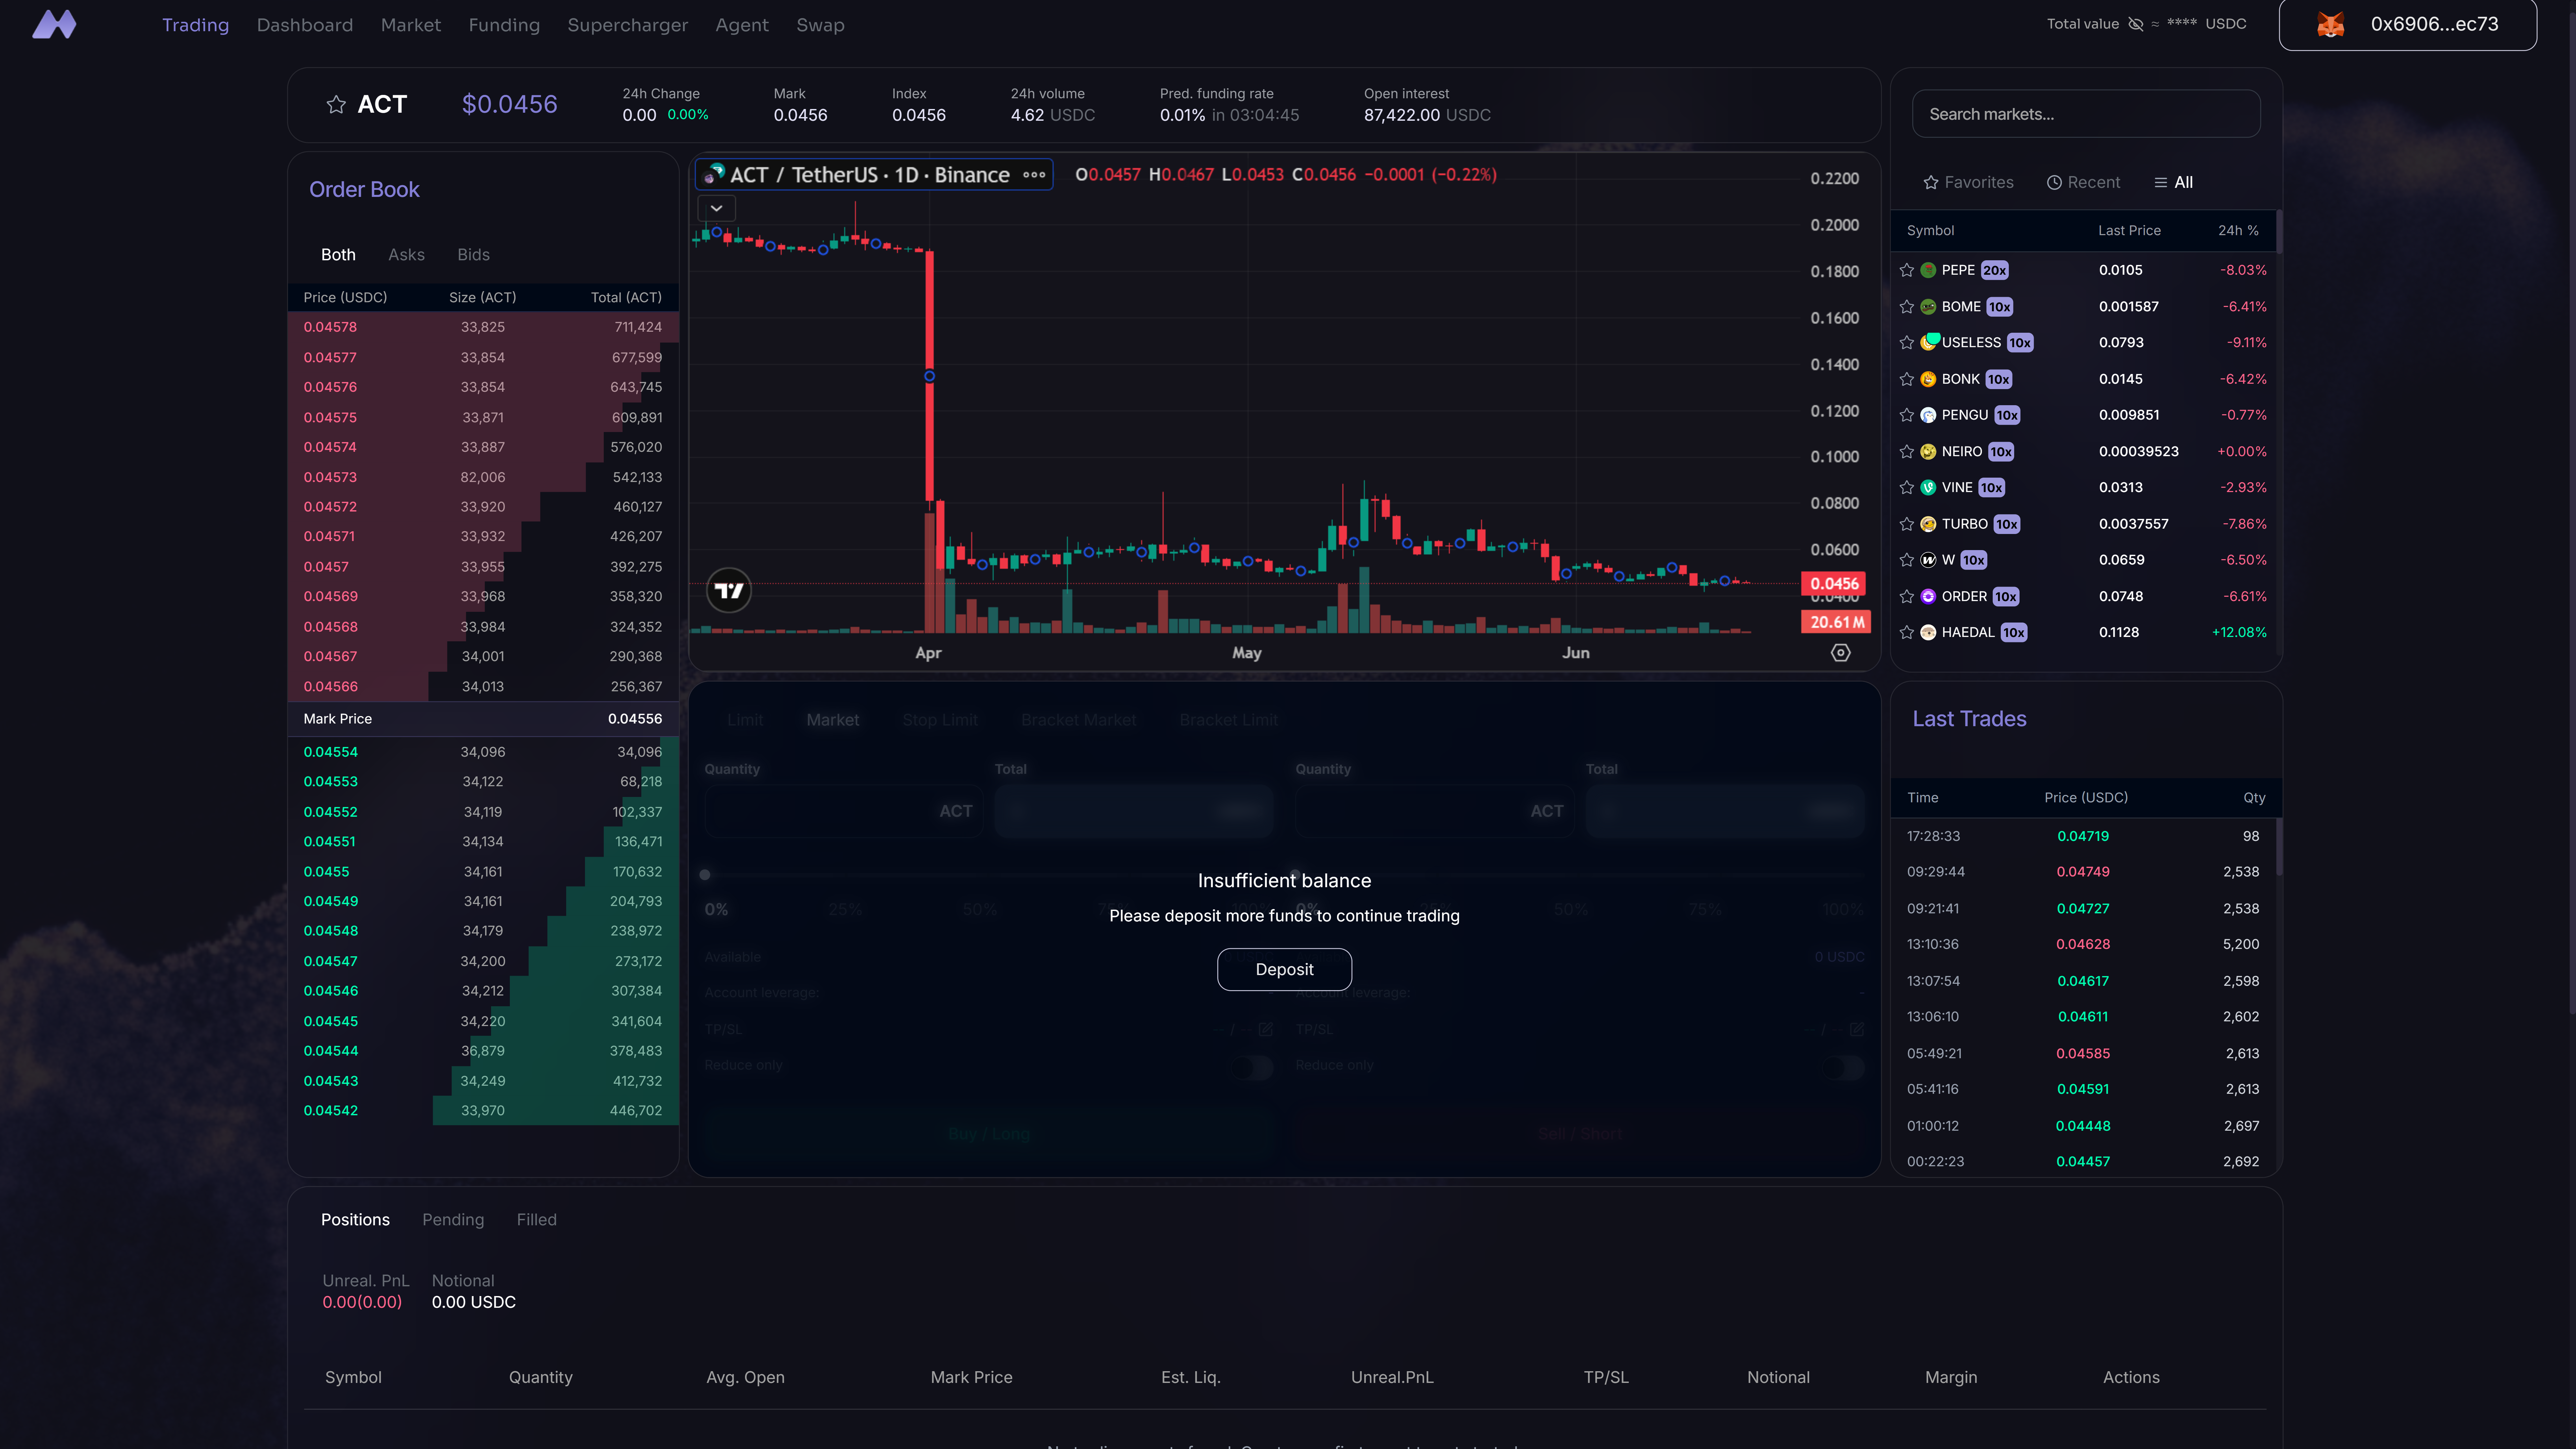 Trading Dashboard Market Funding Supercharger Agent Swap
Total value ≈ **** USDC
0x6906...ec73
ACT $0.0456
24h Change Mark Index 24h volume Pred. funding rate Open interest
0.00 0.00% 0.0456 0.0456 4.62 USDC 0.01% in 03:04:45 87,422.00 USDC
Order Book
Both Asks Bids
Price (USDC) Size (ACT) Total (ACT)
0.04578 33,825 711,424
0.04577 33,854 677,599
0.04576 33,854 643,745
0.04575 33,871 609,891
0.04574 33,887 576,020
0.04573 82,006 542,133
0.04572 33,920 460,127
0.04571 33,932 426,207
0.0457 33,955 392,275
0.04569 33,968 358,320
0.04568 33,984 324,352
0.04567 34,001 290,368
0.04566 34,013 256,367
Mark Price 0.04556
0.04554 34,096 34,096
0.04553 34,122 68,218
0.04552 34,119 102,337
0.04551 34,134 136,471
0.0455 34,161 170,632
0.04549 34,161 204,793
0.04548 34,179 238,972
0.04547 34,200 273,172
0.04546 34,212 307,384
0.04545 34,220 341,604
0.04544 36,879 378,483
0.04543 34,249 412,732
0.04542 33,970 446,702
ACT / TetherUS · 1D · Binance O0.0457 H0.0467 L0.0453 C0.0456 −0.0001 (−0.22%)
0.2200
0.2000
0.1800
0.1600
0.1400
0.1200
0.1000
0.0800
0.0600
0.0456
0.0400
20.61 M
Apr May Jun
Search markets...
Favorites Recent All
Symbol Last Price 24h %
PEPE 20x 0.0105 -8.03%
BOME 10x 0.001587 -6.41%
USELESS 10x 0.0793 -9.11%
BONK 10x 0.0145 -6.42%
PENGU 10x 0.009851 -0.77%
NEIRO 10x 0.00039523 +0.00%
VINE 10x 0.0313 -2.93%
TURBO 10x 0.0037557 -7.86%
W 10x 0.0659 -6.50%
ORDER 10x 0.0748 -6.61%
HAEDAL 10x 0.1128 +12.08%
Limit Market Stop Limit Bracket Market Bracket Limit
Quantity Total Quantity Total
ACT ACT
Insufficient balance
0% 25% 50% 75% 100% 0% 25% 50% 75% 100%
Please deposit more funds to continue trading
Available 0 USDC
Deposit
Account leverage: Account leverage: -
TP/SL / TP/SL /
Reduce only Reduce only
Buy / Long Sell / Short
Last Trades
Time Price (USDC) Qty
17:28:33 0.04719 98
09:29:44 0.04749 2,538
09:21:41 0.04727 2,538
13:10:36 0.04628 5,200
13:07:54 0.04617 2,598
13:06:10 0.04611 2,602
05:49:21 0.04585 2,613
05:41:16 0.04591 2,613
01:00:12 0.04448 2,697
00:22:23 0.04457 2,692
Positions Pending Filled
Unreal. PnL Notional
0.00(0.00) 0.00 USDC
Symbol Quantity Avg. Open Mark Price Est. Liq. Unreal.PnL TP/SL Notional Margin Actions